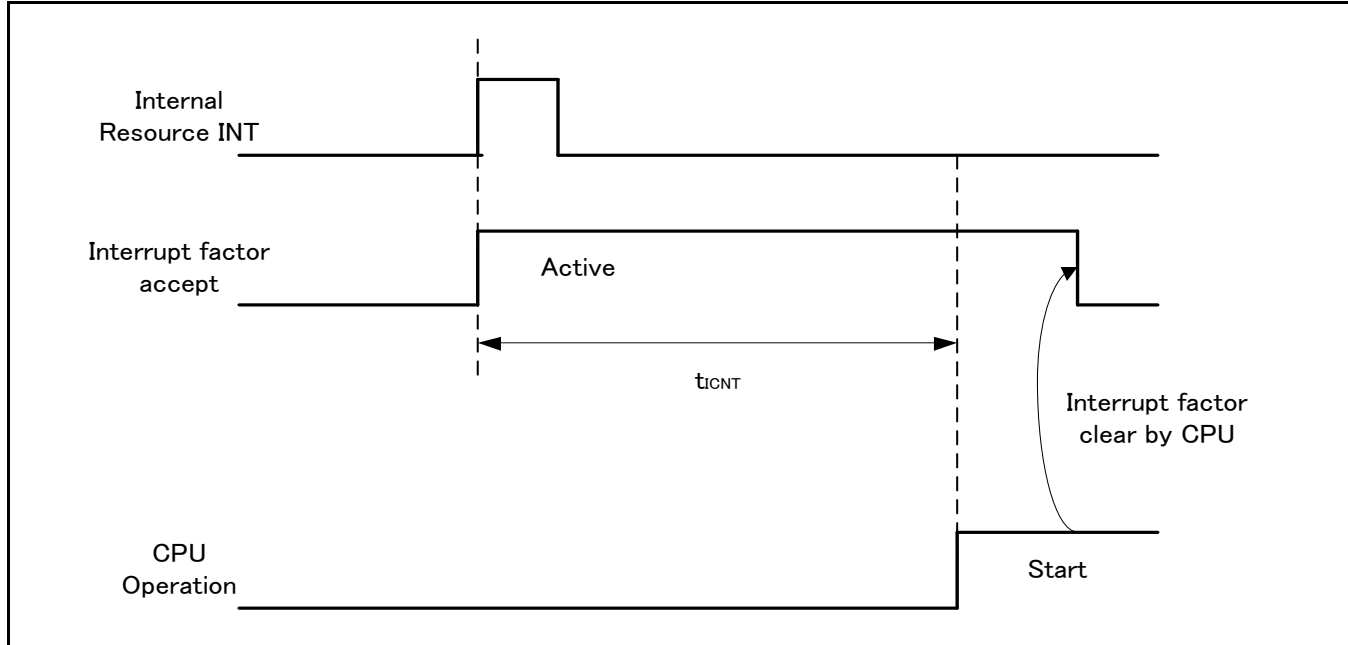 Internal
Resource INT
Interrupt factor
accept
Active
tICNT
Interrupt factor
clear by CPU
CPU
Operation
Start